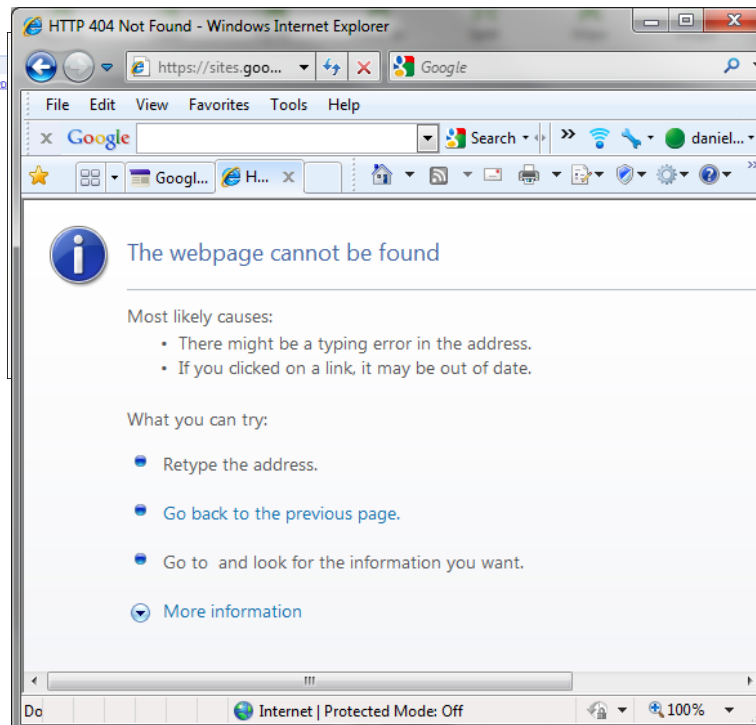 HTTP 404 Not Found - Windows Internet Explorer
https://sites.goo... Google
File Edit View Favorites Tools Help
x Google Search daniel...
Googl... H...
The webpage cannot be found
Most likely causes:
• There might be a typing error in the address.
• If you clicked on a link, it may be out of date.
What you can try:
Retype the address.
Go back to the previous page.
Go to and look for the information you want.
More information
Do Internet | Protected Mode: Off 100%